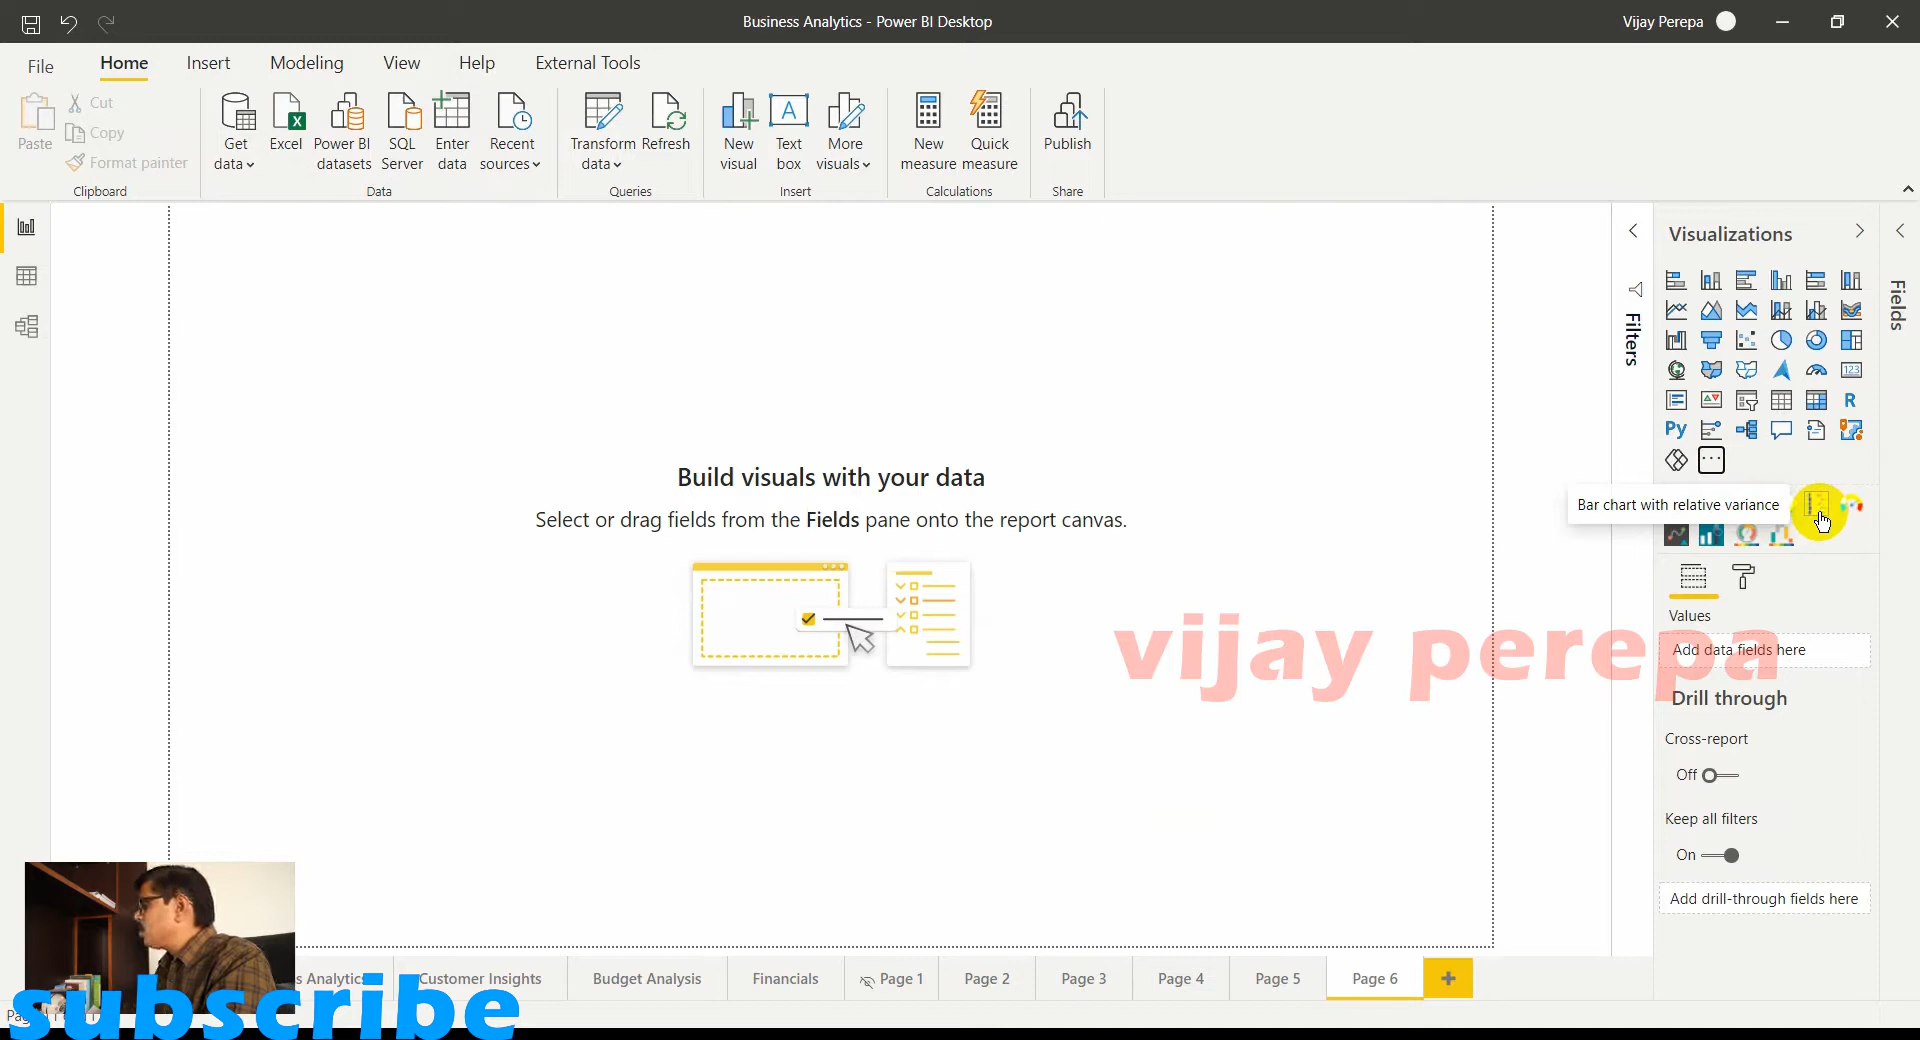 Business Analytics - Power BI Desktop
Vijay Perepa
File
Home
Insert
Modeling
View
Help
External Tools
Paste
Cut
Copy
Format painter
Clipboard
Get data
Excel
Power BI datasets
SQL Server
Enter data
Recent sources
Data
Transform data
Refresh
Queries
New visual
Text box
More visuals
Insert
New measure
Quick measure
Calculations
Publish
Share
Visualizations
Filters
Fields
123
R
Py
Build visuals with your data
Select or drag fields from the Fields pane onto the report canvas.
Bar chart with relative variance
Values
Add data fields here
vijay perepa
Drill through
Cross-report
Off
Keep all filters
On
Add drill-through fields here
Analytics
Customer Insights
Budget Analysis
Financials
Page 1
Page 2
Page 3
Page 4
Page 5
Page 6
subscribe